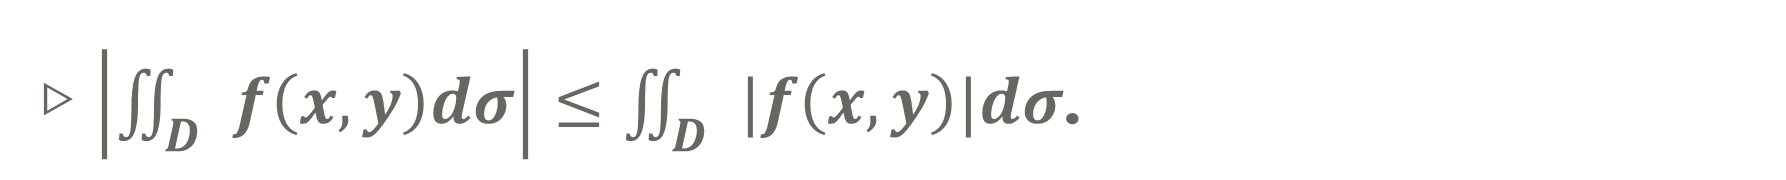 ▷ |∬_D f(x,y)dσ| ≤ ∬_D |f(x,y)|dσ.